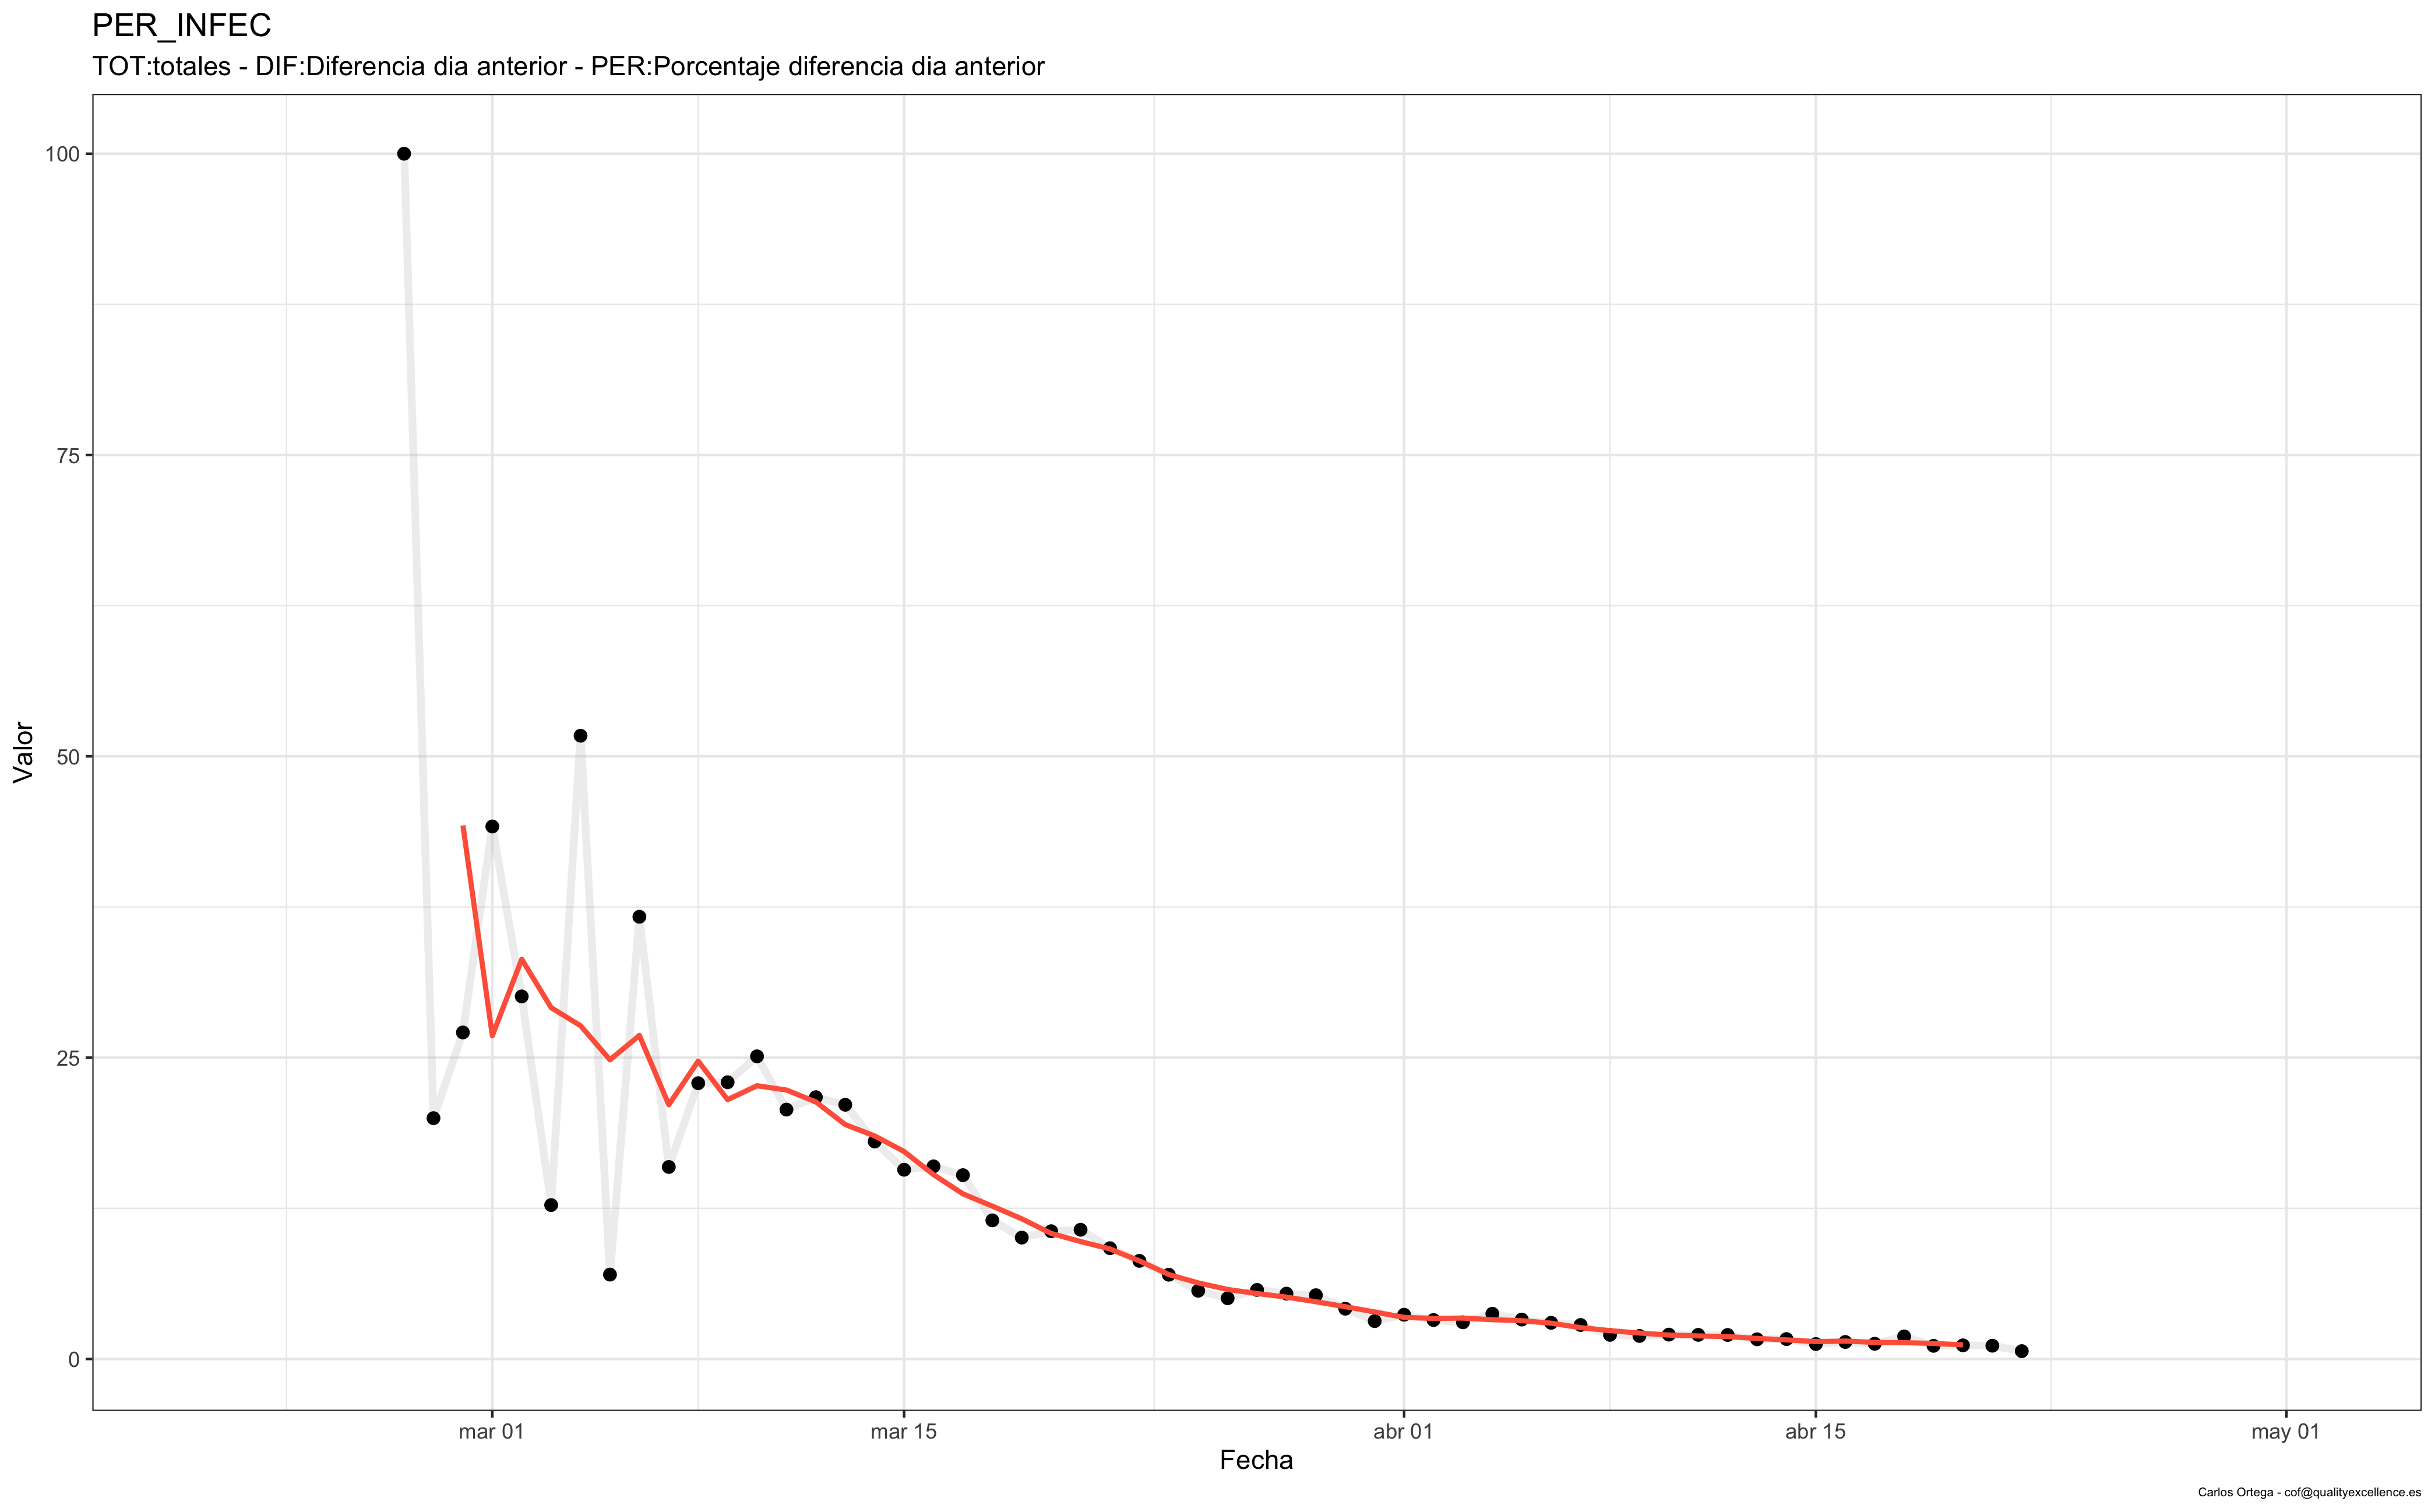 PER_INFEC
TOT:totales - DIF:Diferencia dia anterior - PER:Porcentaje diferencia dia anterior
100
75
50
25
0
Valor
mar 01
mar 15
abr 01
abr 15
may 01
Fecha
Carlos Ortega - cof@qualityexcellence.es